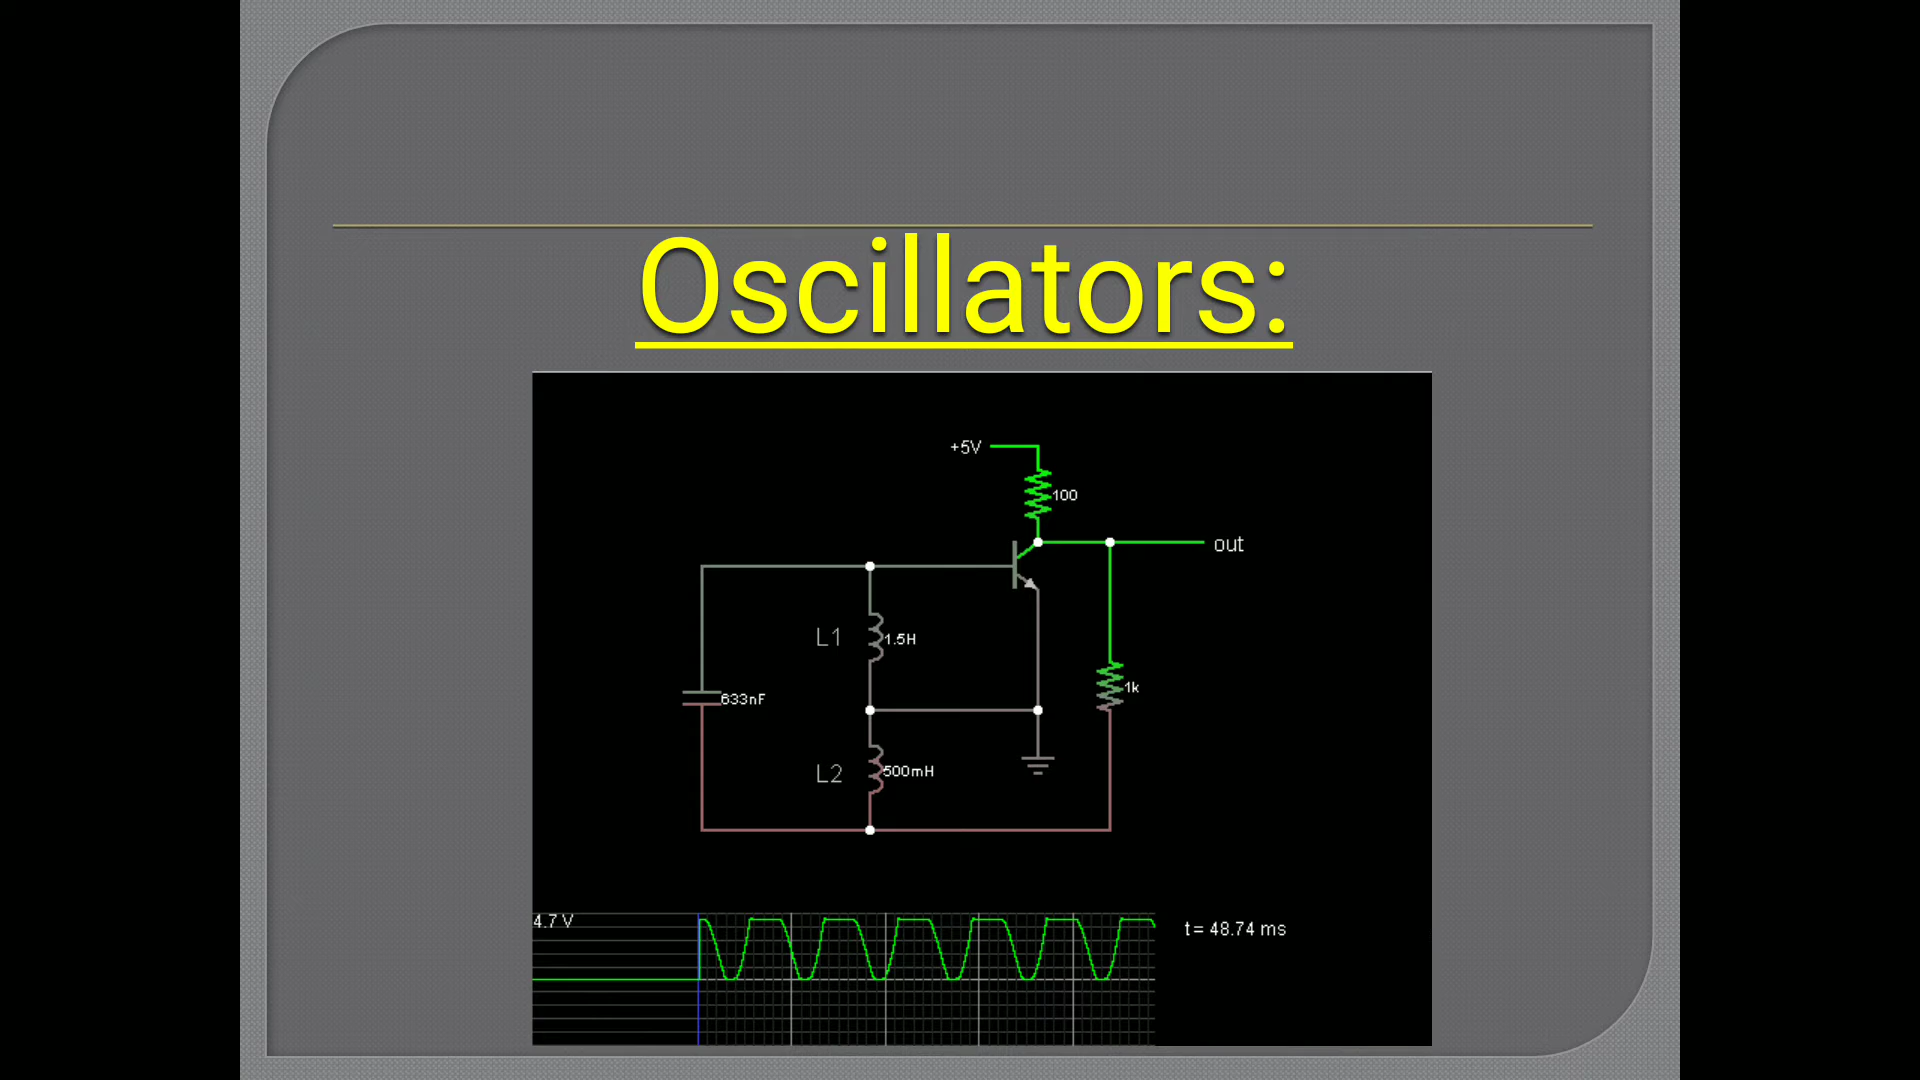 Oscillators:
+5V
100
out
L1
1.5H
1k
633nF
L2
500mH
4.7 V
t = 48.74 ms